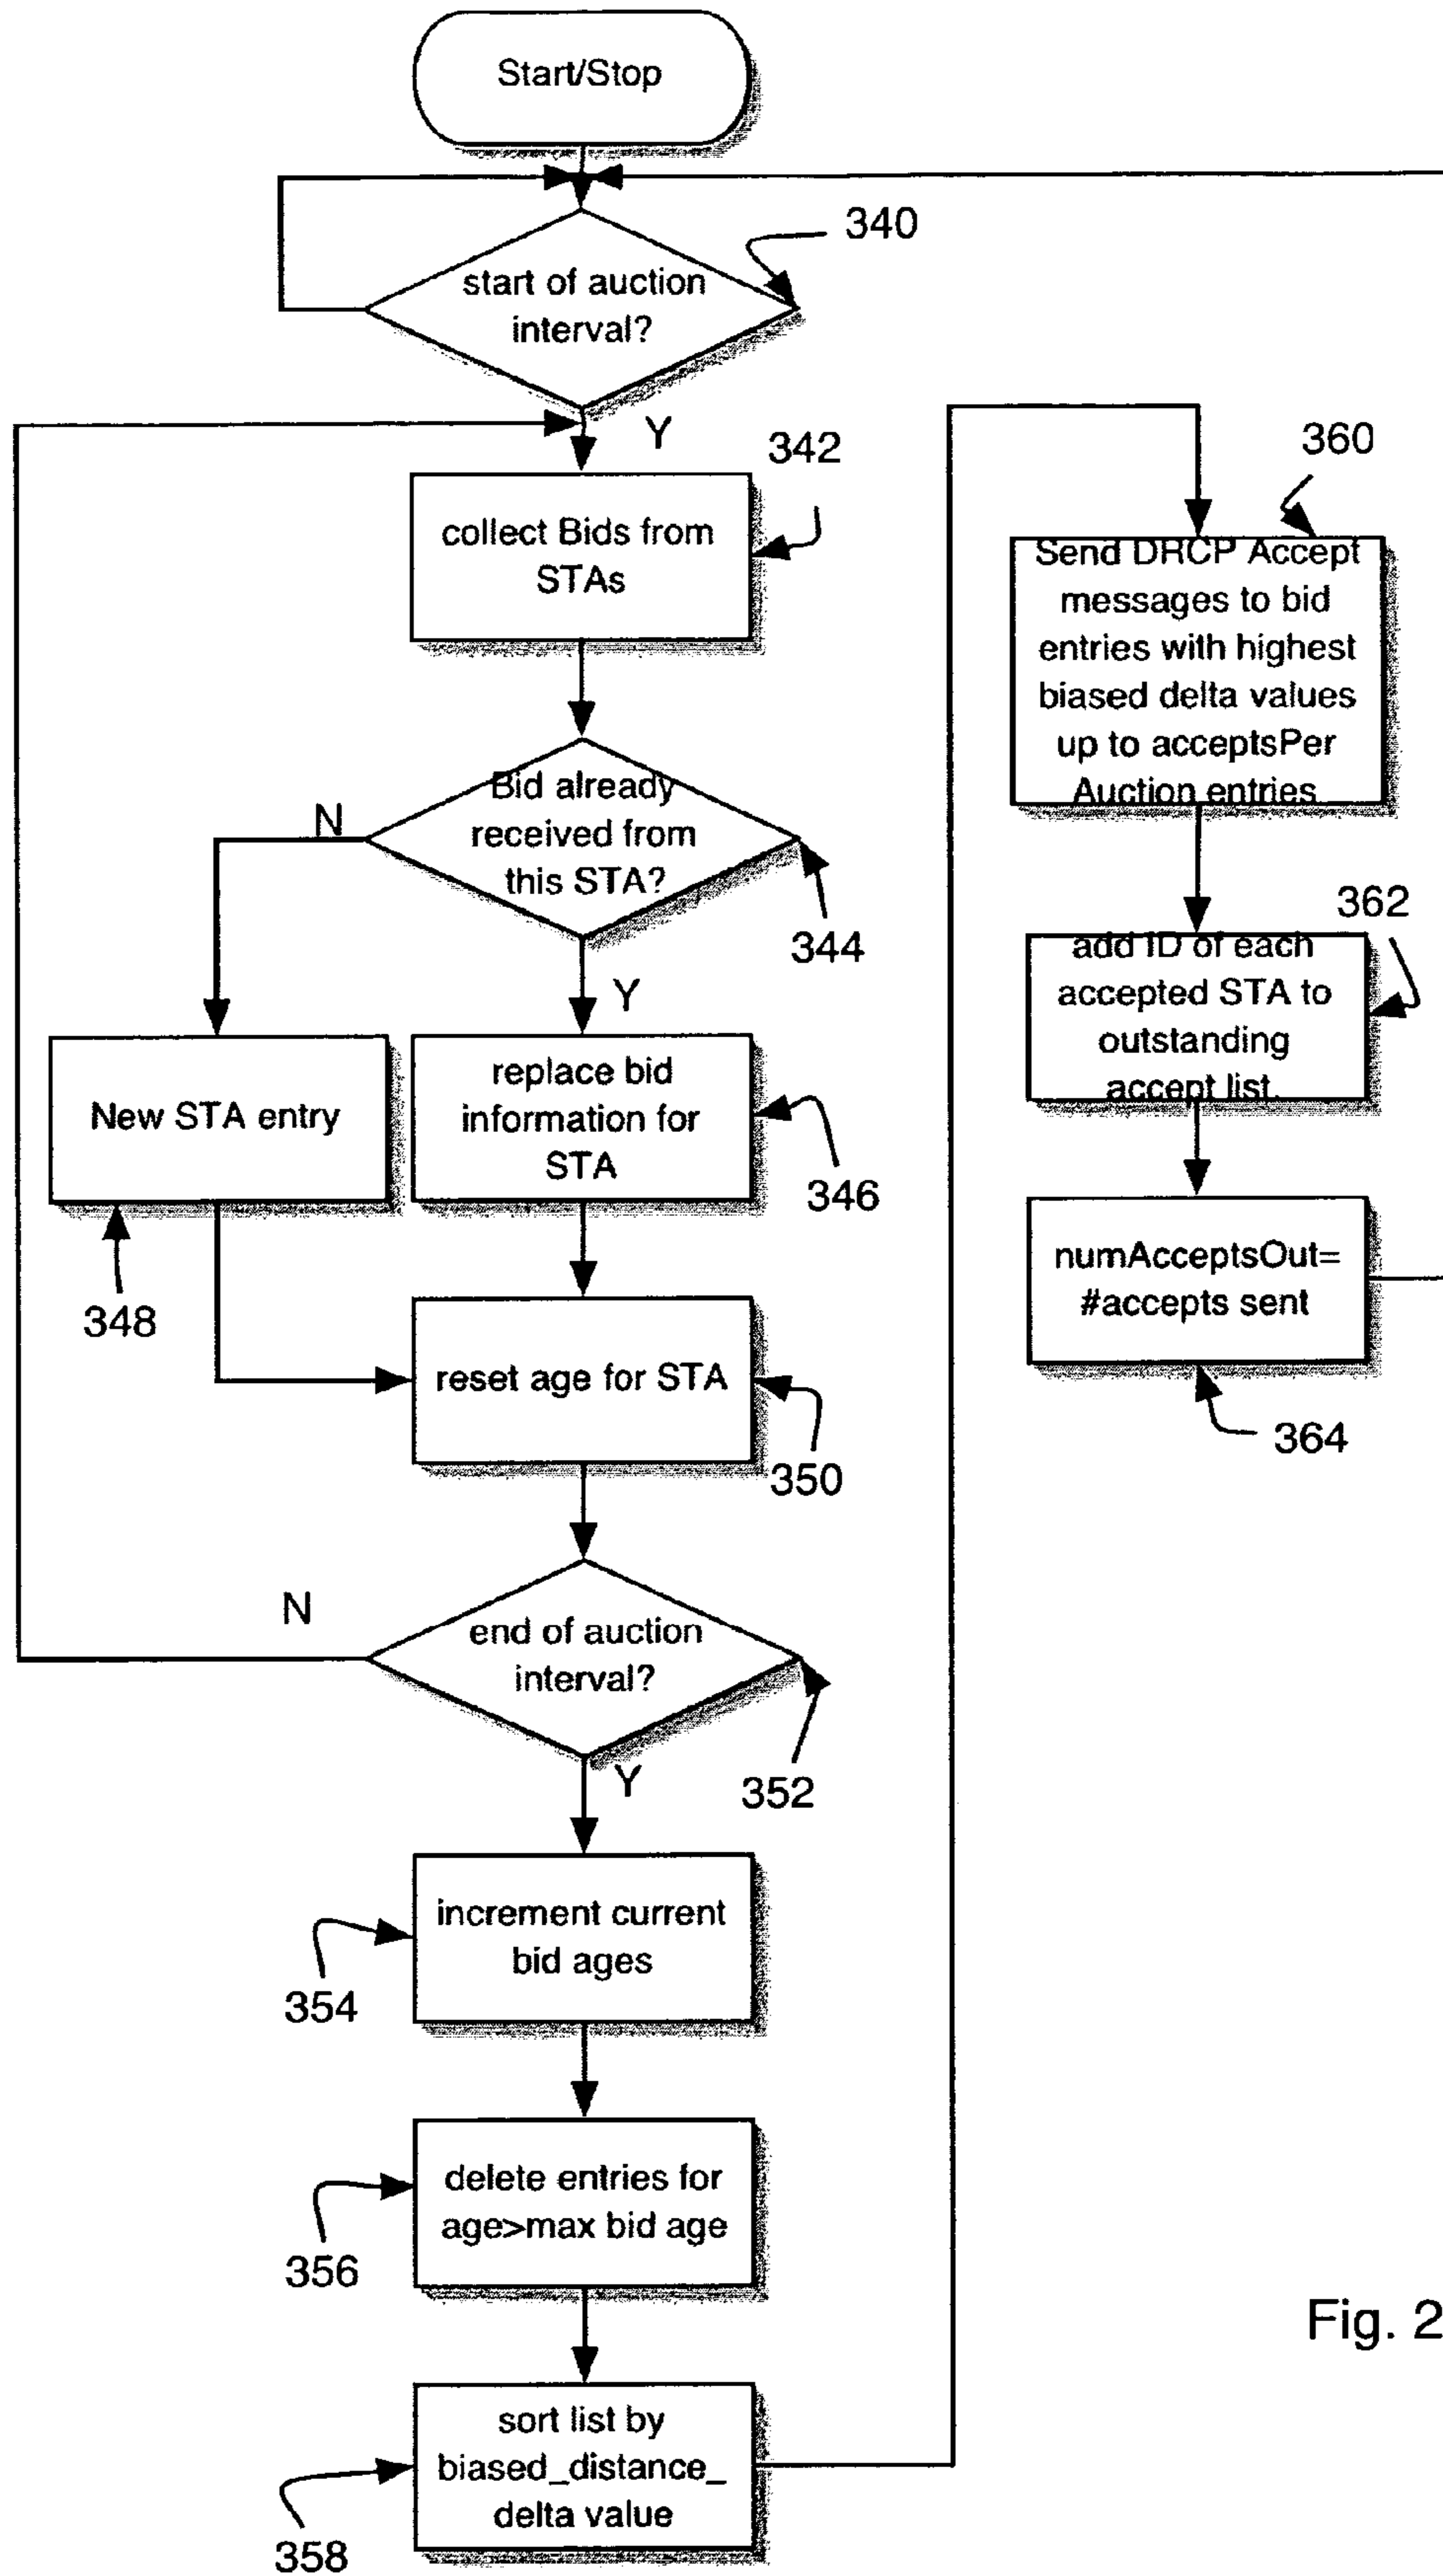 Start/Stop
340
start of auction
interval?
Y
342
collect Bids from
STAs
Bid already
received from
this STA?
N
344
Y
New STA entry
replace bid
information for
STA
346
348
reset age for STA
350
N
end of auction
interval?
Y
352
increment current
bid ages
354
delete entries for
age>max bid age
356
sort list by
biased_distance_
delta value
358
360
Send DRCP Accept
messages to bid
entries with highest
biased delta values
up to acceptsPer
Auction entries
362
add ID of each
accepted STA to
outstanding
accept list.
numAcceptsOut=
#accepts sent
364
Fig. 2